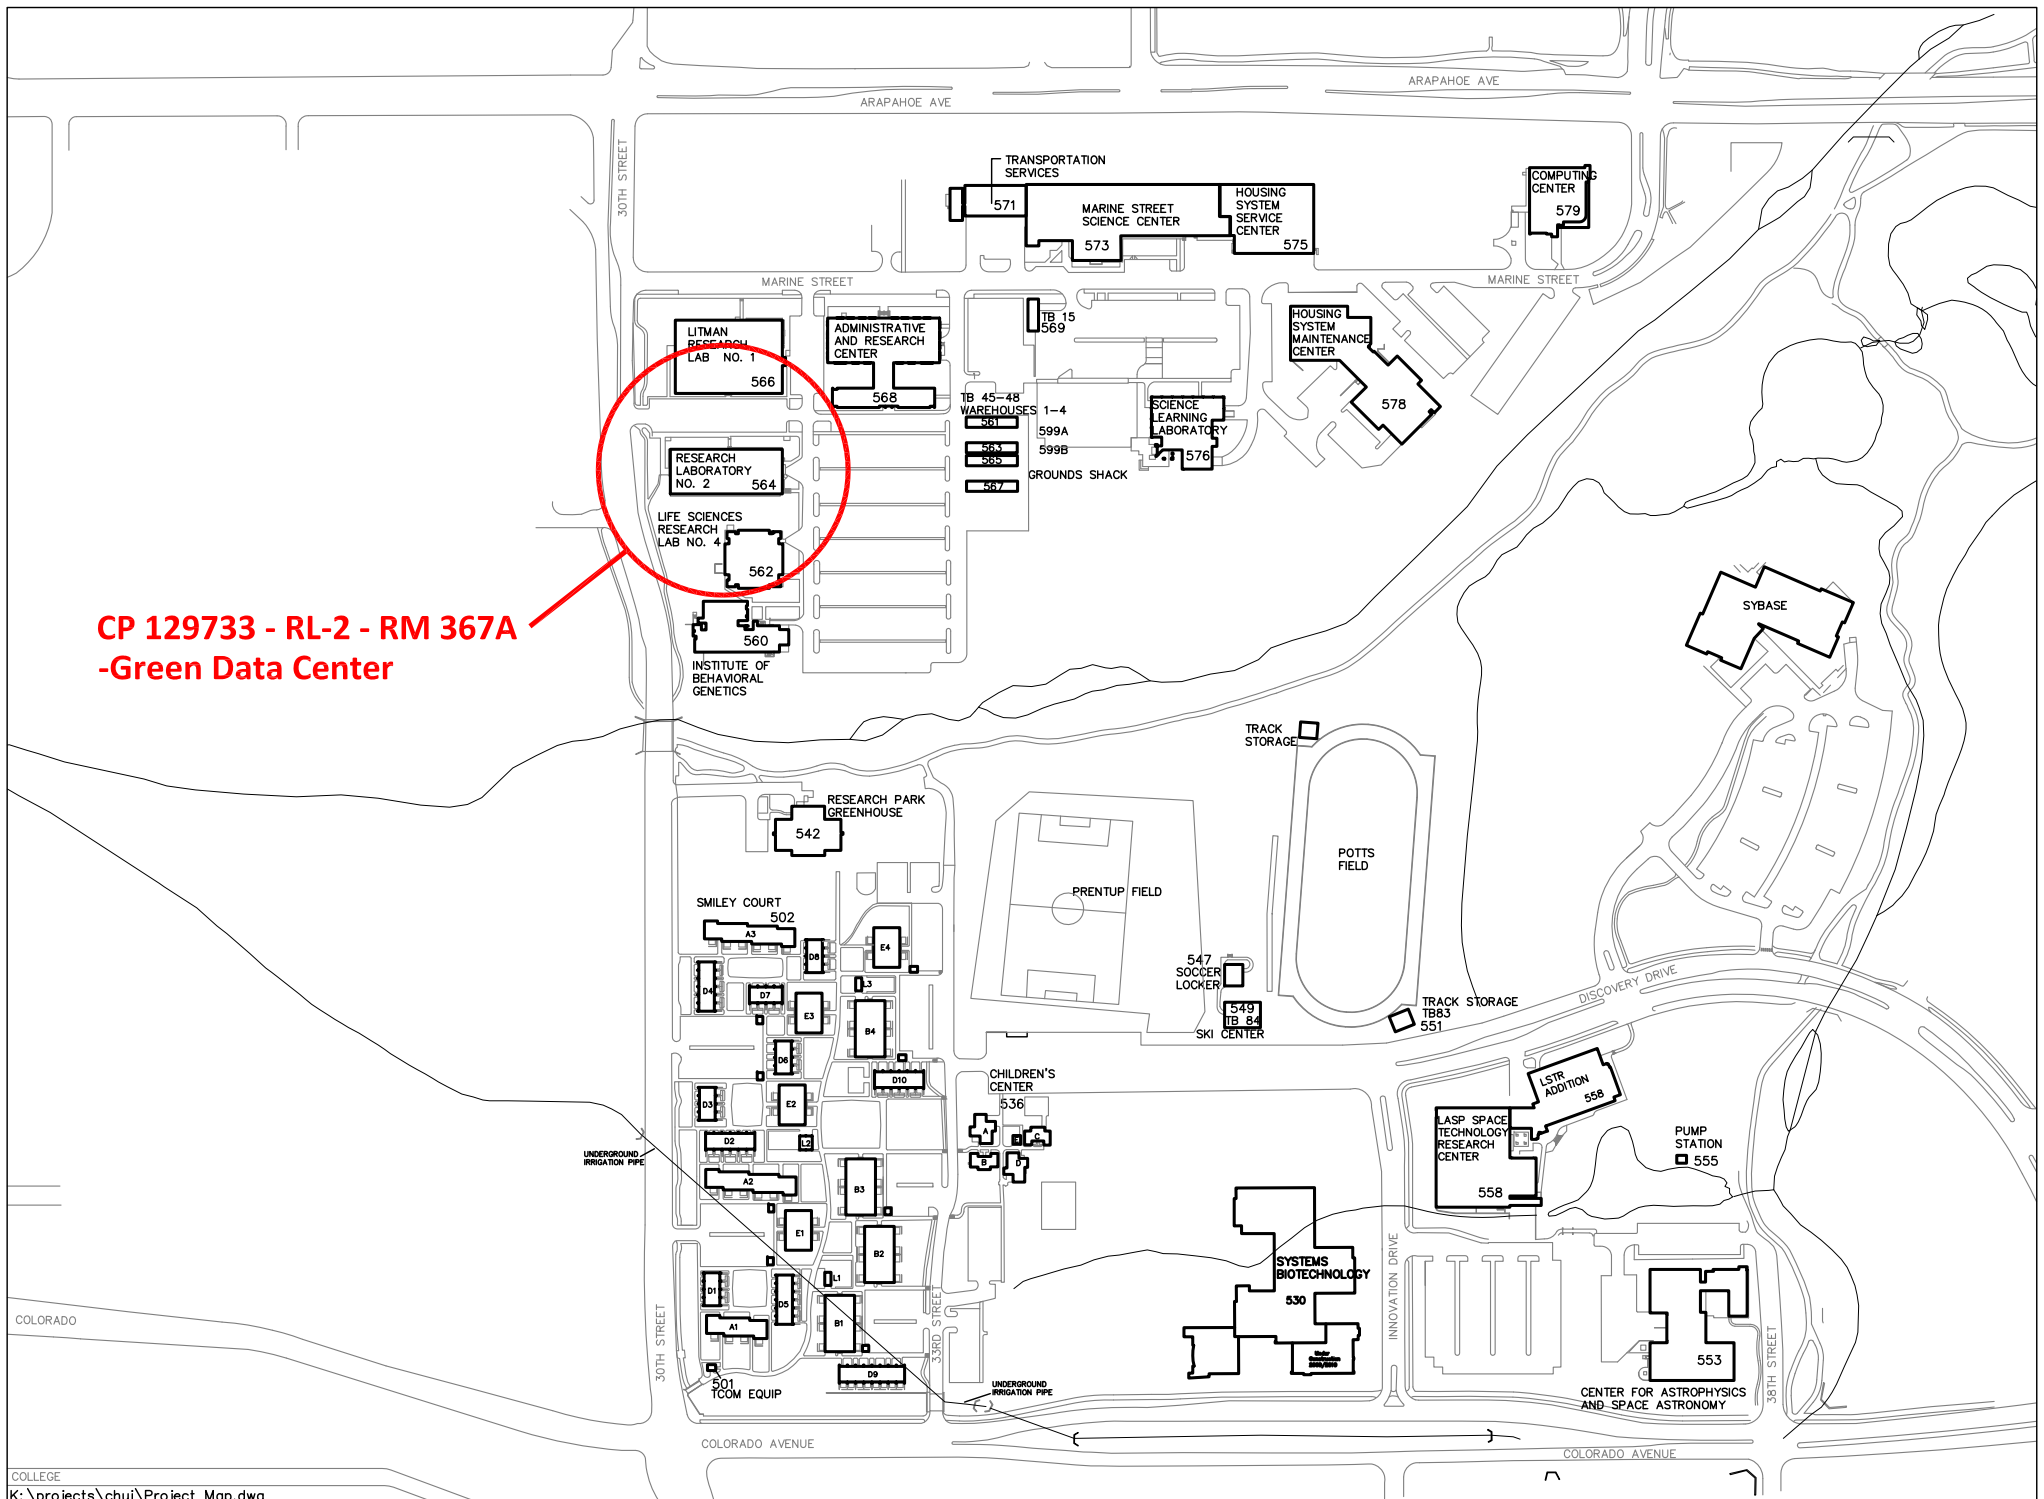 ARAPAHOE AVE
ARAPAHOE AVE
30TH STREET
TRANSPORTATION
SERVICES
571
MARINE STREET
SCIENCE CENTER
573
HOUSING
SYSTEM
SERVICE
CENTER
575
COMPUTING
CENTER
579
MARINE STREET
MARINE STREET
LITMAN
RESEARCH
LAB NO. 1
566
ADMINISTRATIVE
AND RESEARCH
CENTER
568
TB 15
569
HOUSING
SYSTEM
MAINTENANCE
CENTER
578
TB 45-48
WAREHOUSES 1-4
561
599A
563
599B
565
GROUNDS SHACK
567
SCIENCE
LEARNING
LABORATORY
576
RESEARCH
LABORATORY
NO. 2
564
LIFE SCIENCES
RESEARCH
LAB NO. 4
562
CP 129733 - RL-2 - RM 367A
-Green Data Center
560
INSTITUTE OF
BEHAVIORAL
GENETICS
SYBASE
TRACK
STORAGE
RESEARCH PARK
GREENHOUSE
542
POTTS
FIELD
PRENTUP FIELD
SMILEY COURT
502
A3
D8
E4
D4
D7
L3
E3
B4
547
SOCCER
LOCKER
549
TB 84
SKI CENTER
DISCOVERY DRIVE
TRACK STORAGE
TB83
551
D6
D10
CHILDREN'S
CENTER
536
D3
E2
A
E
C
B
D
D2
L2
UNDERGROUND
IRRIGATION PIPE
A2
B3
LSTR
ADDITION
558
LASP SPACE
TECHNOLOGY
RESEARCH
CENTER
558
PUMP
STATION
555
E1
B2
SYSTEMS
BIOTECHNOLOGY
530
Under
Construction
INNOVATION DRIVE
D1
D5
L1
B1
A1
COLORADO
30TH STREET
33RD STREET
501
TCOM EQUIP
D9
UNDERGROUND
IRRIGATION PIPE
553
CENTER FOR ASTROPHYSICS
AND SPACE ASTRONOMY
38TH STREET
COLORADO AVENUE
COLORADO AVENUE
COLLEGE
K:\projects\chui\Project Map.dwg